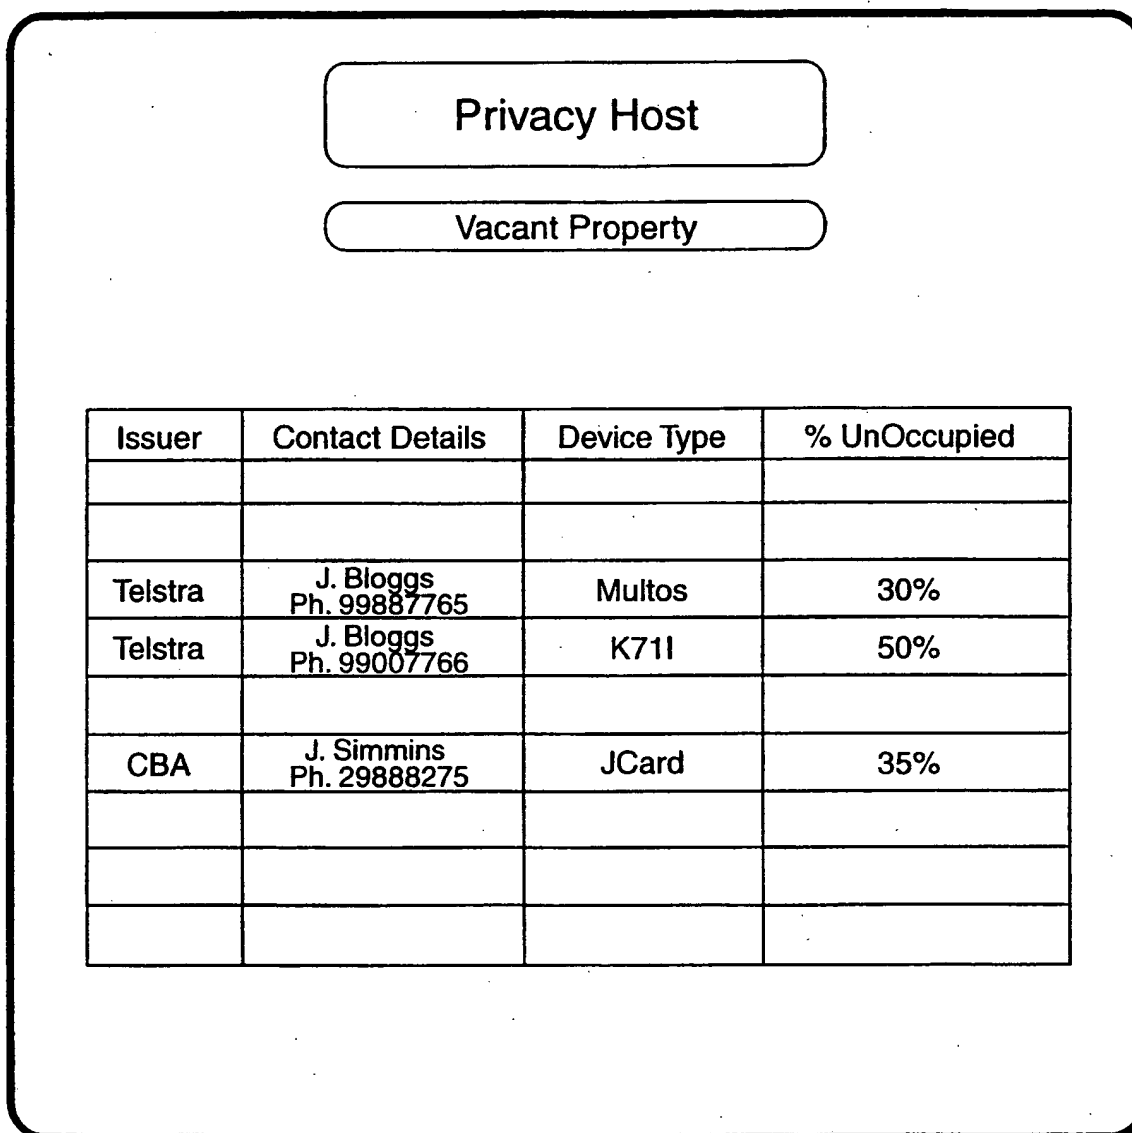 Privacy Host
Vacant Property
Issuer Contact Details Device Type % UnOccupied
Telstra J. Bloggs Ph. 99887765 Multos 30%
Telstra J. Bloggs Ph. 99007766 K71I 50%
CBA J. Simmins Ph. 29888275 JCard 35%